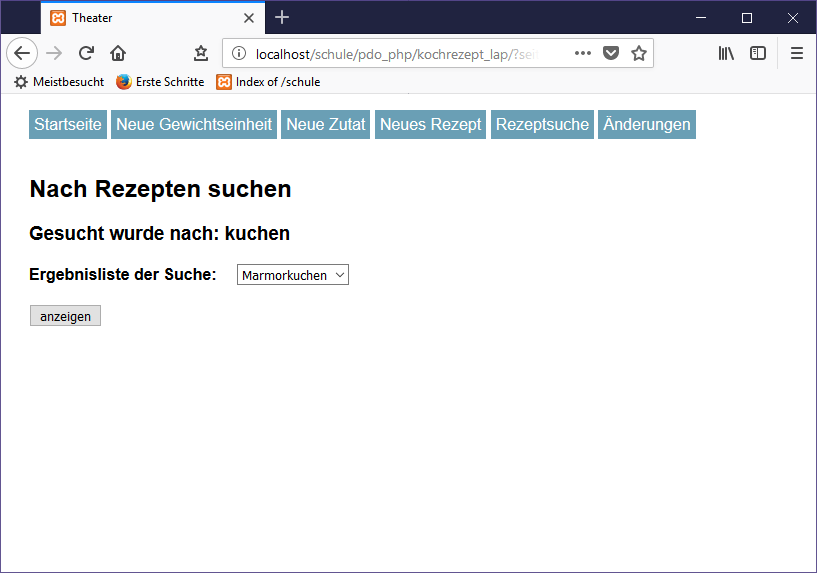 Theater
localhost/schule/pdo_php/kochrezept_lap/?sei
Meistbesucht Erste Schritte Index of /schule
Startseite Neue Gewichtseinheit Neue Zutat Neues Rezept Rezeptsuche Änderungen
Nach Rezepten suchen
Gesucht wurde nach: kuchen
Ergebnisliste der Suche: Marmorkuchen
anzeigen